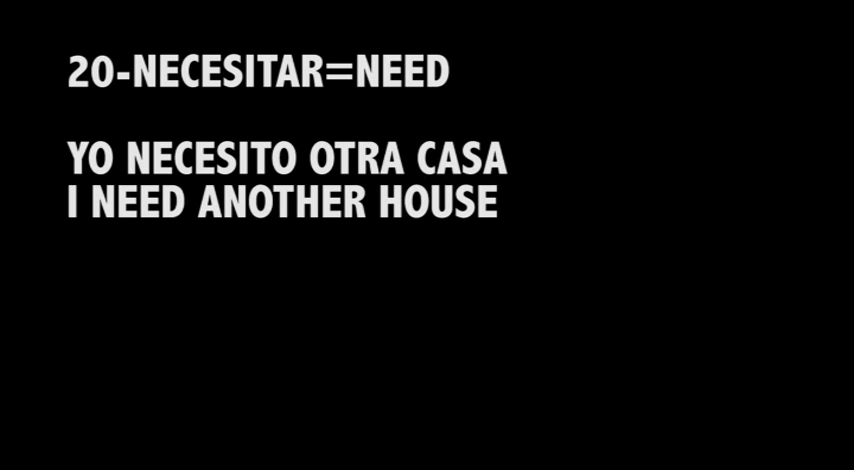 20-NECESITAR=NEED
YO NECESITO OTRA CASA
I NEED ANOTHER HOUSE